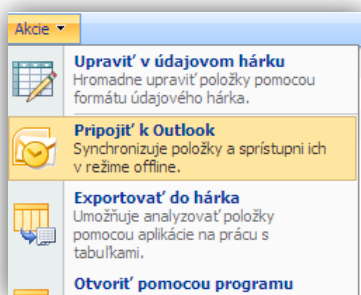 Akcie
Upraviť v údajovom hárku
Hromadne upraviť položky pomocou
formátu údajového hárka.
Pripojiť k Outlook
Synchronizuje položky a sprístupni ich
v režime offline.
Exportovať do hárka
Umožňuje analyzovať položky
pomocou aplikácie na prácu s
tabuľkami.
Otvoriť pomocou programu